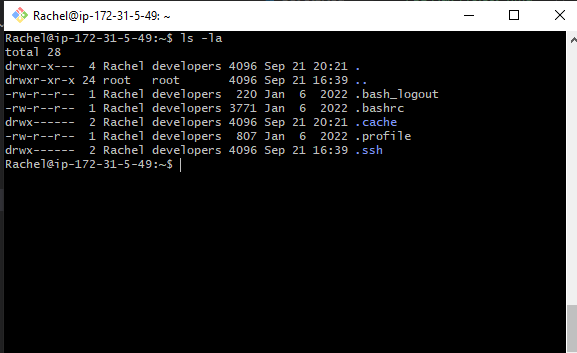 Rachel@ip-172-31-5-49: ~
Rachel@ip-172-31-5-49:~$ ls -la
total 28
drwxr-x---  4 Rachel developers 4096 Sep 21 20:21 .
drwxr-xr-x 24 root   root       4096 Sep 21 16:39 ..
-rw-r--r--  1 Rachel developers  220 Jan  6  2022 .bash_logout
-rw-r--r--  1 Rachel developers 3771 Jan  6  2022 .bashrc
drwx------  2 Rachel developers 4096 Sep 21 20:21 .cache
-rw-r--r--  1 Rachel developers  807 Jan  6  2022 .profile
drwx------  2 Rachel developers 4096 Sep 21 16:39 .ssh
Rachel@ip-172-31-5-49:~$